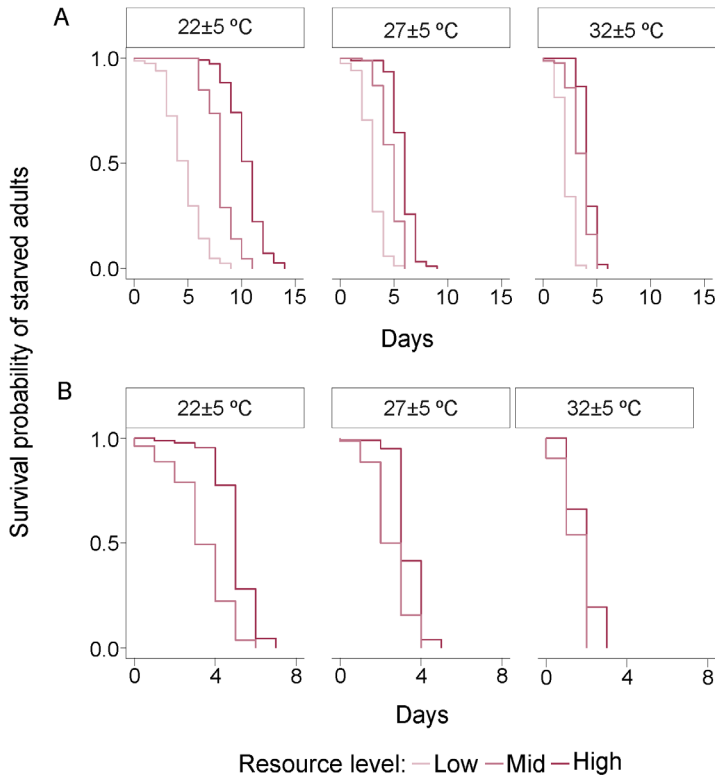 A
22±5 ºC
27±5 ºC
32±5 ºC
Survival probability of starved adults
1.0
0.5
0.0
0 5 10 15
0 5 10 15
0 5 10 15
Days
B
22±5 ºC
27±5 ºC
32±5 ºC
1.0
0.5
0.0
0 4 8
0 4 8
0 4 8
Days
Resource level: Low Mid High